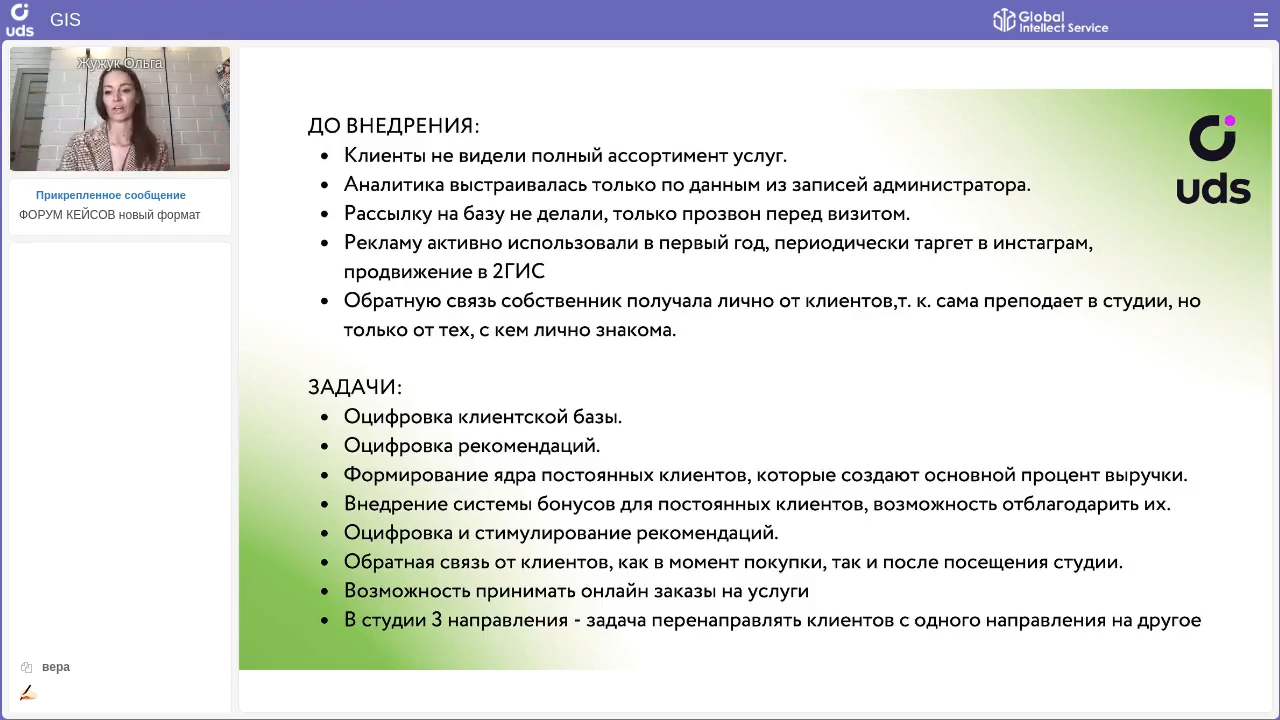 uds
GIS
Global
Intellect Service
Жужук Ольга
Прикрепленное сообщение
ФОРУМ КЕЙСОВ новый формат
вера
ДО ВНЕДРЕНИЯ:
• Клиенты не видели полный ассортимент услуг.
• Аналитика выстраивалась только по данным из записей администратора.
• Рассылку на базу не делали, только прозвон перед визитом.
• Рекламу активно использовали в первый год, периодически таргет в инстаграм,
продвижение в 2ГИС
• Обратную связь собственник получала лично от клиентов,т. к. сама преподает в студии, но
только от тех, с кем лично знакома.
ЗАДАЧИ:
• Оцифровка клиентской базы.
• Оцифровка рекомендаций.
• Формирование ядра постоянных клиентов, которые создают основной процент выручки.
• Внедрение системы бонусов для постоянных клиентов, возможность отблагодарить их.
• Оцифровка и стимулирование рекомендаций.
• Обратная связь от клиентов, как в момент покупки, так и после посещения студии.
• Возможность принимать онлайн заказы на услуги
• В студии 3 направления - задача перенаправлять клиентов с одного направления на другое
uds